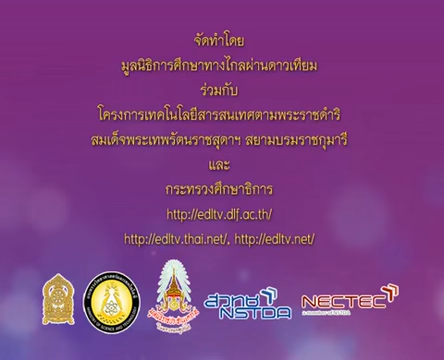 จัดทำโดย
มูลนิธิการศึกษาทางไกลผ่านดาวเทียม
ร่วมกับ
โครงการเทคโนโลยีสารสนเทศตามพระราชดำริ
สมเด็จพระเทพรัตนราชสุดาฯ สยามบรมราชกุมารี
และ
กระทรวงศึกษาธิการ
http://edltv.dlf.ac.th/
http://edltv.thai.net/, http://edltv.net/
สวทช
NSTDA
NECTEC
a member of NSTDA